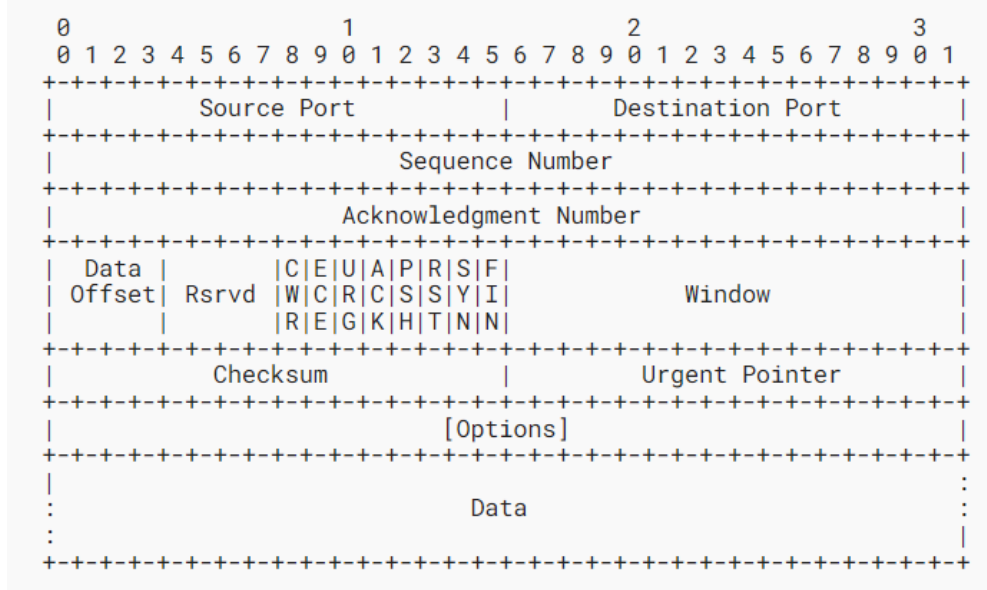 0                   1                   2                   3
 0 1 2 3 4 5 6 7 8 9 0 1 2 3 4 5 6 7 8 9 0 1 2 3 4 5 6 7 8 9 0 1
+-+-+-+-+-+-+-+-+-+-+-+-+-+-+-+-+-+-+-+-+-+-+-+-+-+-+-+-+-+-+-+-+
|          Source Port          |       Destination Port        |
+-+-+-+-+-+-+-+-+-+-+-+-+-+-+-+-+-+-+-+-+-+-+-+-+-+-+-+-+-+-+-+-+
|                        Sequence Number                        |
+-+-+-+-+-+-+-+-+-+-+-+-+-+-+-+-+-+-+-+-+-+-+-+-+-+-+-+-+-+-+-+-+
|                    Acknowledgment Number                      |
+-+-+-+-+-+-+-+-+-+-+-+-+-+-+-+-+-+-+-+-+-+-+-+-+-+-+-+-+-+-+-+-+
|  Data |       |C|E|U|A|P|R|S|F|                               |
| Offset| Rsrvd |W|C|R|C|S|S|Y|I|            Window             |
|       |       |R|E|G|K|H|T|N|N|                               |
+-+-+-+-+-+-+-+-+-+-+-+-+-+-+-+-+-+-+-+-+-+-+-+-+-+-+-+-+-+-+-+-+
|           Checksum            |         Urgent Pointer        |
+-+-+-+-+-+-+-+-+-+-+-+-+-+-+-+-+-+-+-+-+-+-+-+-+-+-+-+-+-+-+-+-+
|                           [Options]                           |
+-+-+-+-+-+-+-+-+-+-+-+-+-+-+-+-+-+-+-+-+-+-+-+-+-+-+-+-+-+-+-+-+
|                                                               :
:                             Data                              :
:                                                               |
+-+-+-+-+-+-+-+-+-+-+-+-+-+-+-+-+-+-+-+-+-+-+-+-+-+-+-+-+-+-+-+-+